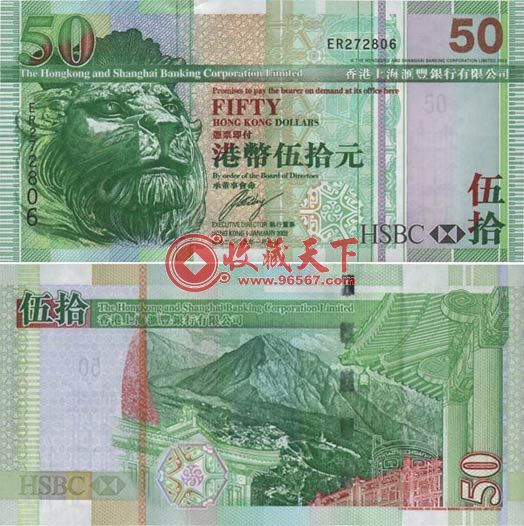 50
ER272806
50
The Hongkong and Shanghai Banking Corporation Limited
香港上海滙豐銀行有限公司
Promises to pay the bearer on demand at its office here
FIFTY
HONG KONG DOLLARS
憑票即付
港幣伍拾元
By order of the Board of Directors
承董事會命
EXECUTIVE DIRECTOR 執行董事
HONG KONG 1 JANUARY 2009
ER272806
伍拾
HSBC
收藏天下
www.96567.com
伍拾
The Hongkong and Shanghai Banking Corporation Limited
香港上海滙豐銀行有限公司
50
HSBC
50